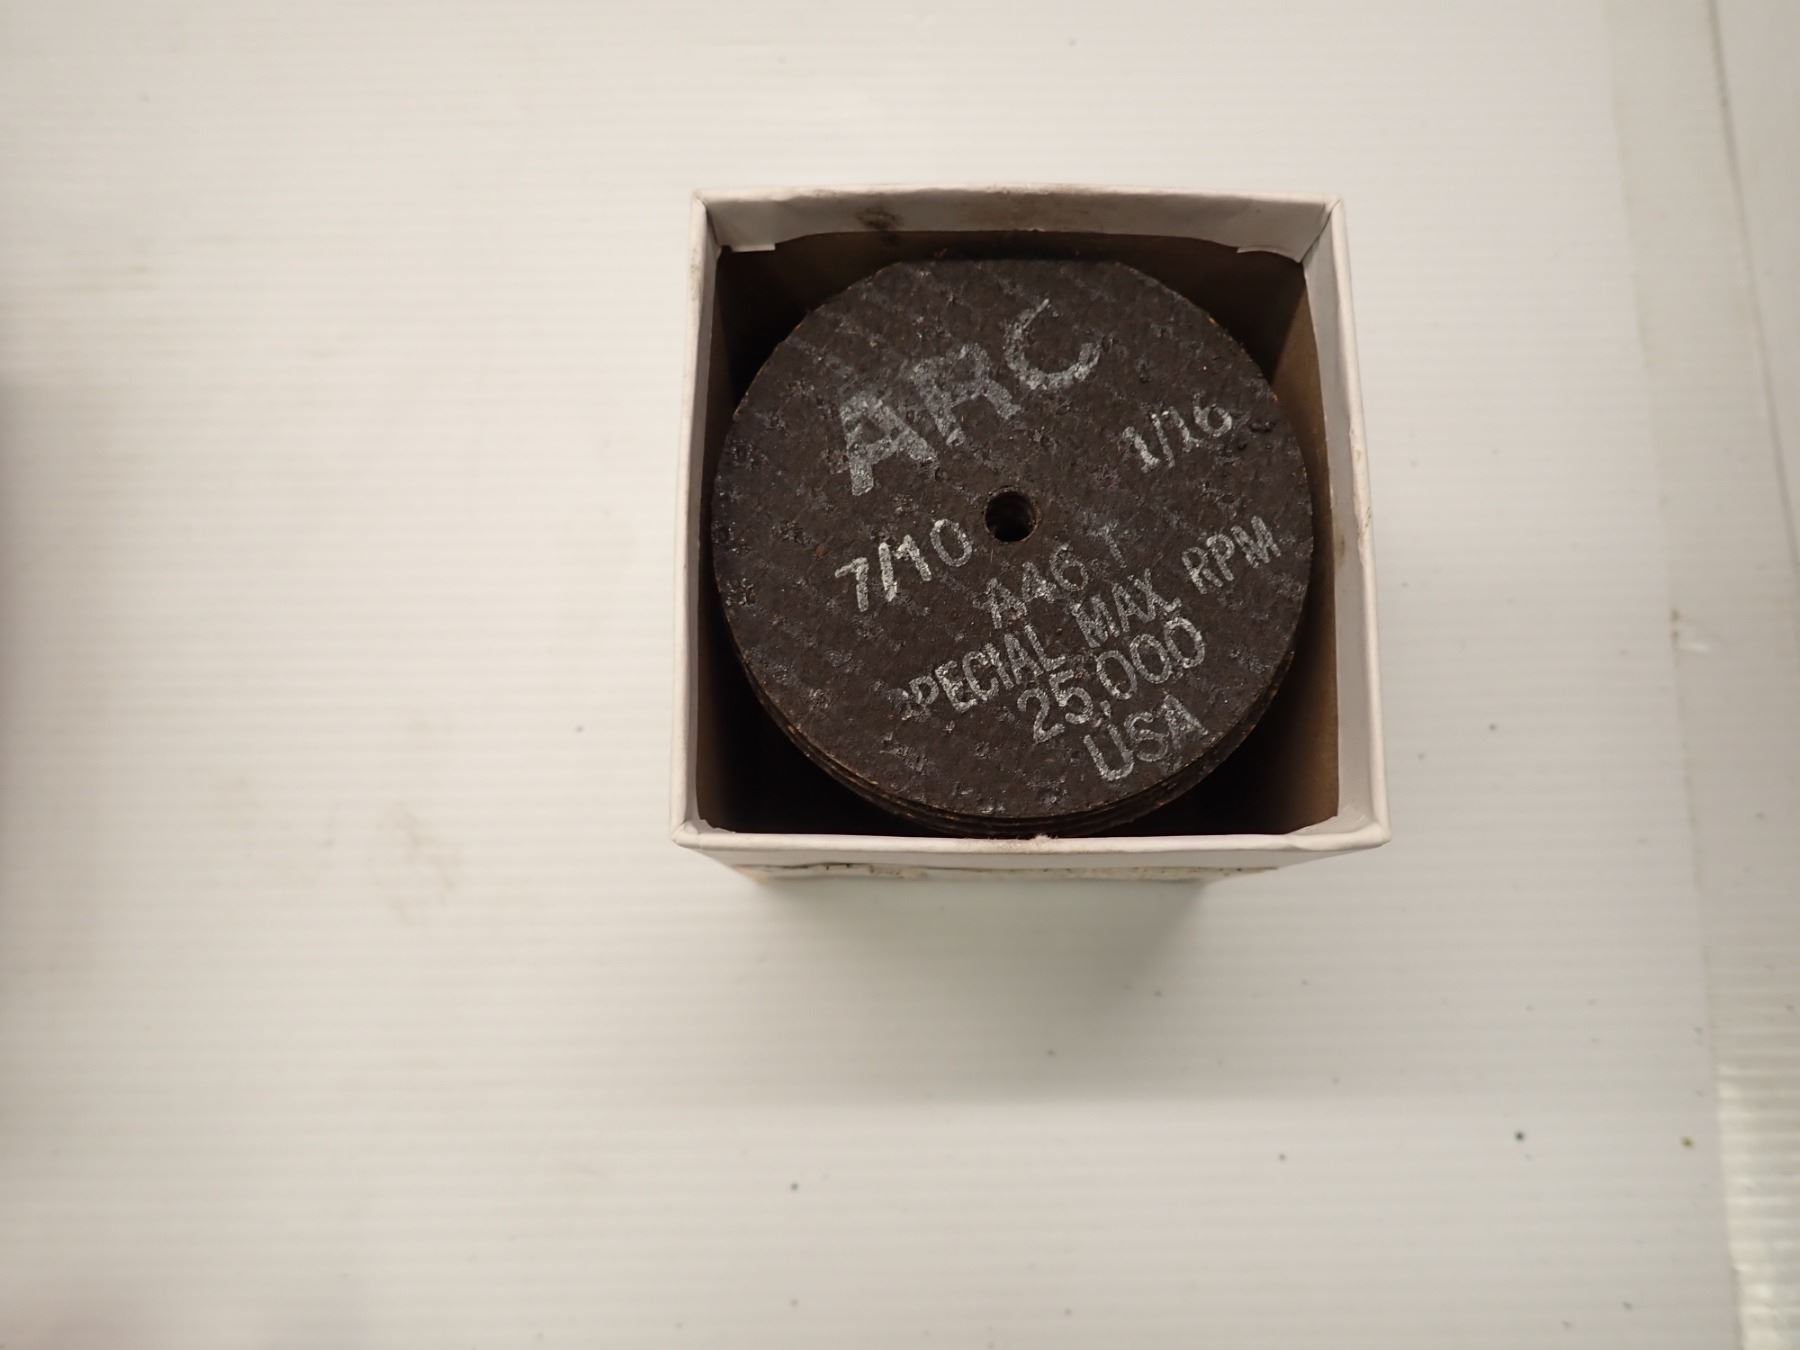 ARC
1/16
7/10
A46 T
SPECIAL MAX RPM
25,000
USA